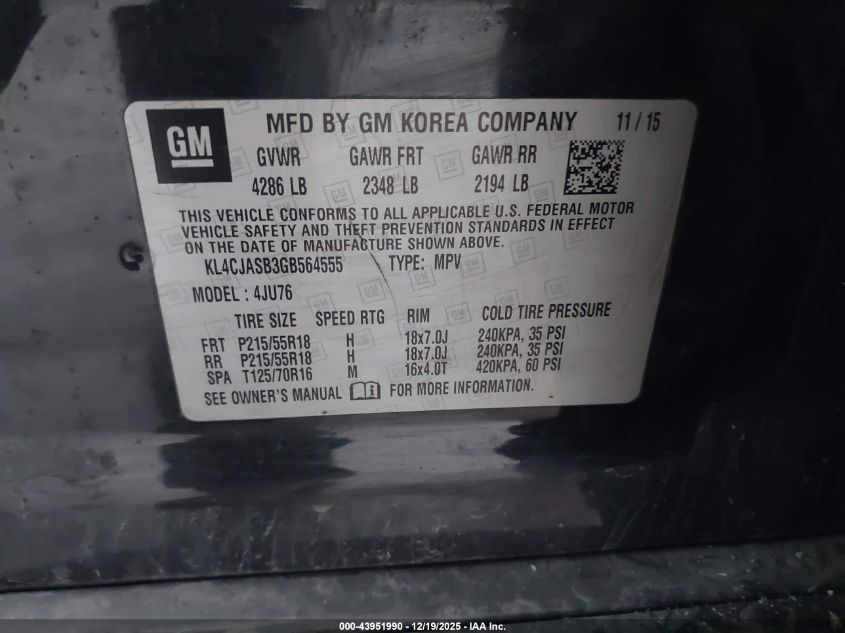 GM MFD BY GM KOREA COMPANY 11 / 15
GVWR GAWR FRT GAWR RR
4286 LB 2348 LB 2194 LB
THIS VEHICLE CONFORMS TO ALL APPLICABLE U.S. FEDERAL MOTOR
VEHICLE SAFETY AND THEFT PREVENTION STANDARDS IN EFFECT
ON THE DATE OF MANUFACTURE SHOWN ABOVE.
KL4CJASB3GB564555 TYPE: MPV
MODEL : 4JU76
TIRE SIZE SPEED RTG RIM COLD TIRE PRESSURE
FRT P215/55R18 H 18x7.0J 240KPA, 35 PSI
RR P215/55R18 H 18x7.0J 240KPA, 35 PSI
SPA T125/70R16 M 16x4.0T 420KPA, 60 PSI
SEE OWNER'S MANUAL FOR MORE INFORMATION.
000-43951990 - 12/19/2025 - IAA Inc.